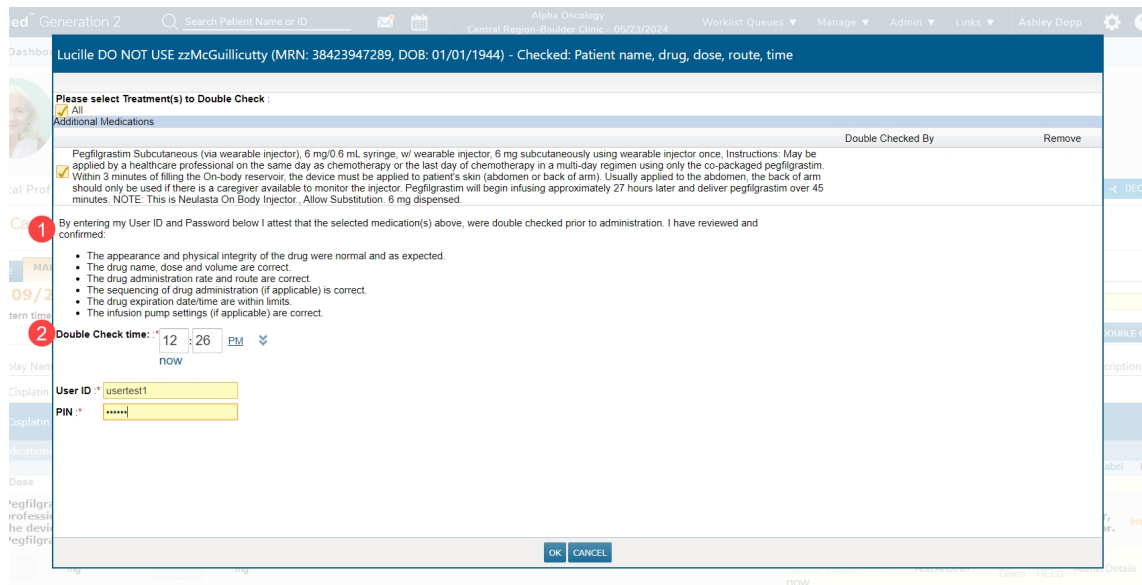 ed™ Generation 2
Search Patient Name or ID
Alpha Oncology
Central Region-Boulder Clinic - 05/23/2024
Worklist Queues ▼
Manage ▼
Admin ▼
Links ▼
Ashley Dopp
Dashbo
Lucille DO NOT USE zzMcGuillicutty (MRN: 38423947289, DOB: 01/01/1944) - Checked: Patient name, drug, dose, route, time
Please select Treatment(s) to Double Check :
All
Additional Medications
Double Checked By Remove
Pegfilgrastim Subcutaneous (via wearable injector), 6 mg/0.6 mL syringe, w/ wearable injector, 6 mg subcutaneously using wearable injector once, Instructions: May be
applied by a healthcare professional on the same day as chemotherapy or the last day of chemotherapy in a multi-day regimen using only the co-packaged pegfilgrastim.
Within 3 minutes of filling the On-body reservoir, the device must be applied to patient's skin (abdomen or back of arm). Usually applied to the abdomen, the back of arm
should only be used if there is a caregiver available to monitor the injector. Pegfilgrastim will begin infusing approximately 27 hours later and deliver pegfilgrastim over 45
minutes. NOTE: This is Neulasta On Body Injector., Allow Substitution. 6 mg dispensed.
1
By entering my User ID and Password below I attest that the selected medication(s) above, were double checked prior to administration. I have reviewed and
confirmed:
• The appearance and physical integrity of the drug were normal and as expected.
• The drug name, dose and volume are correct.
• The drug administration rate and route are correct.
• The sequencing of drug administration (if applicable) is correct.
• The drug expiration date/time are within limits.
• The infusion pump settings (if applicable) are correct.
2
Double Check time: :* 12 : 26 PM
now
User ID :* usertest1
PIN :* ••••••
OK CANCEL
cal Prof
Ca
MA
09/2
tern time
play Nam
Cisplatin
Cisplatin
dication
Dose
Pegfilgra
professio
he devi
Pegfilgra
mg
mg
DEC
DOUBLE C
cription
abel
now
Add Another
Given
HELD
Admin Details